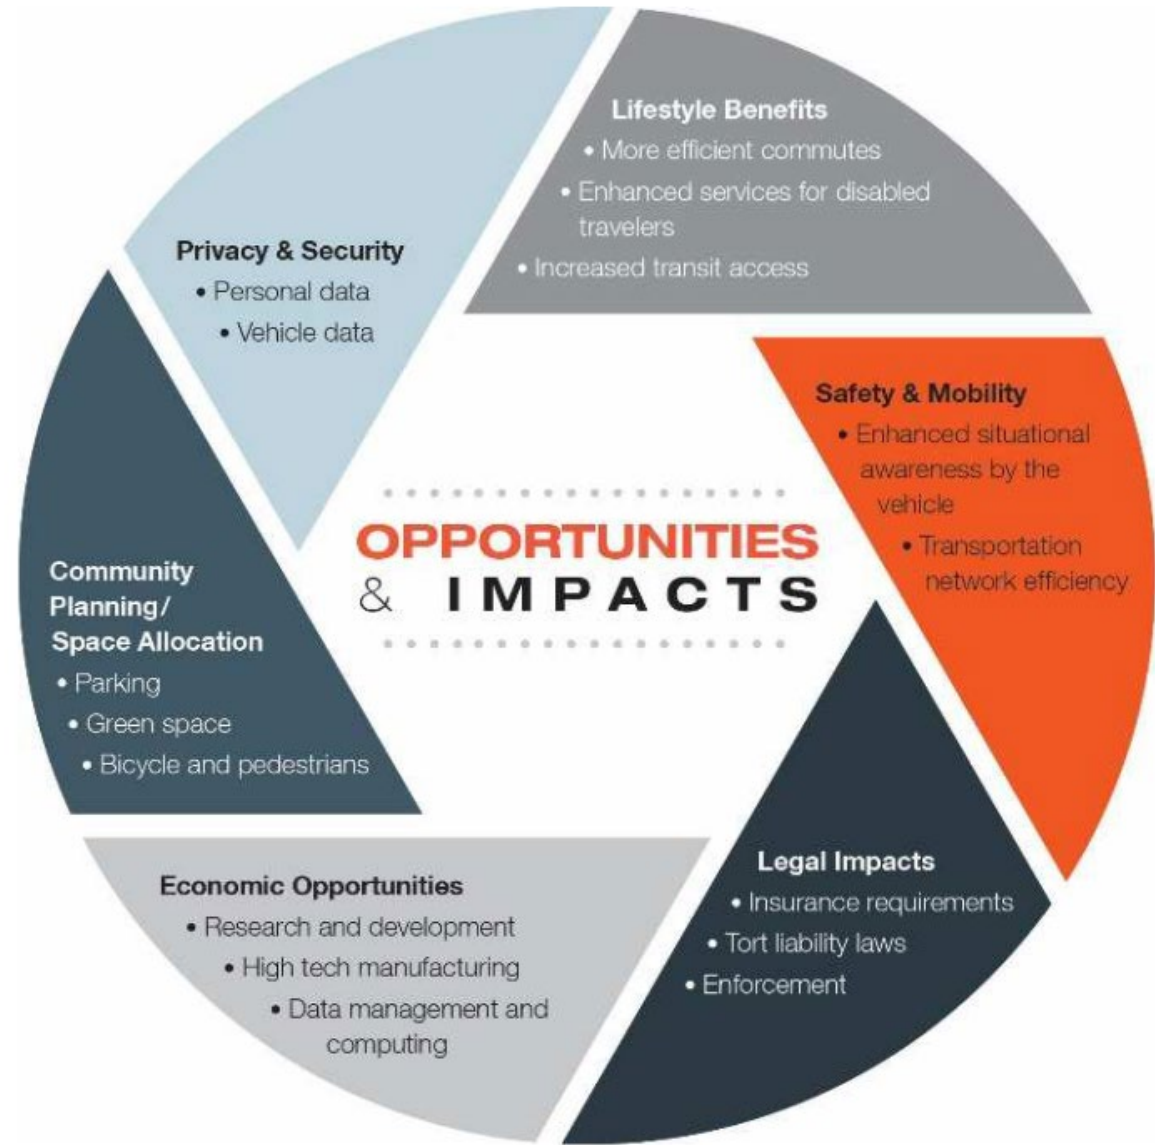 Lifestyle Benefits
• More efficient commutes
• Enhanced services for disabled
travelers
• Increased transit access
Safety & Mobility
• Enhanced situational
awareness by the
vehicle
• Transportation
network efficiency
Legal Impacts
• Insurance requirements
• Tort liability laws
• Enforcement
Economic Opportunities
• Research and development
• High tech manufacturing
• Data management and
computing
Community
Planning/
Space Allocation
• Parking
• Green space
• Bicycle and pedestrians
Privacy & Security
• Personal data
• Vehicle data
OPPORTUNITIES
& IMPACTS